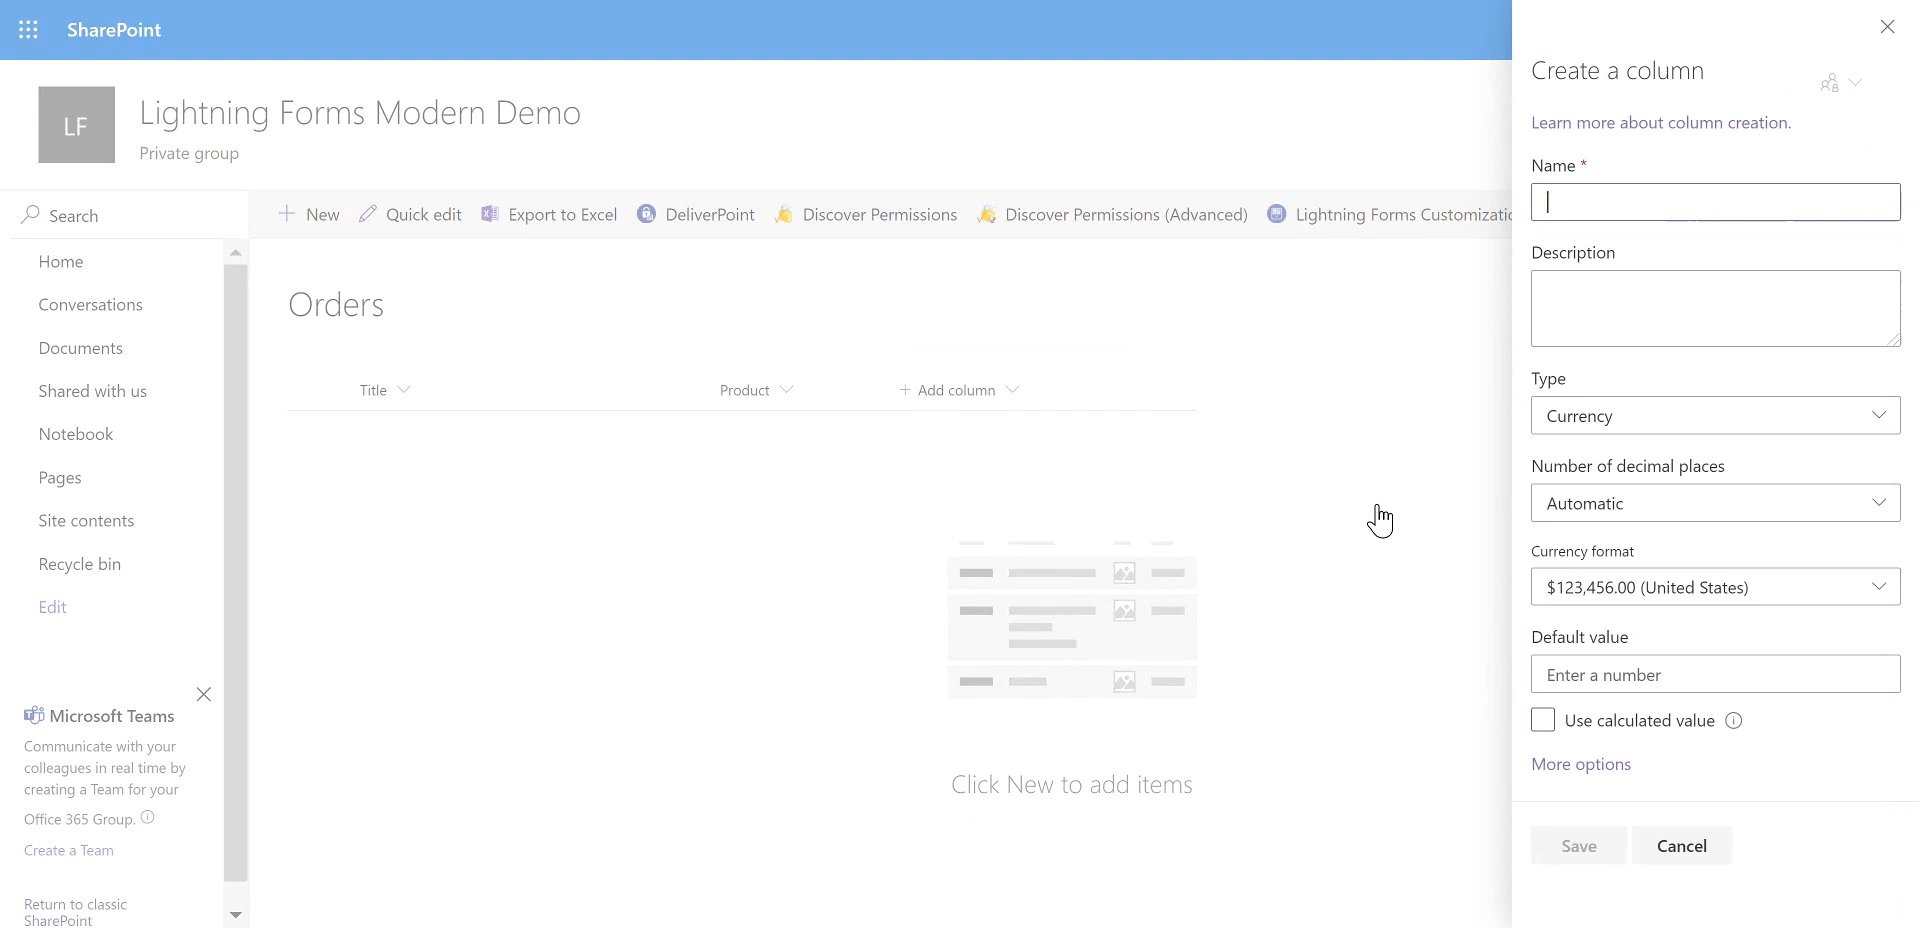 SharePoint
LF
Lightning Forms Modern Demo
Private group
Search
New
Quick edit
Export to Excel
DeliverPoint
Discover Permissions
Discover Permissions (Advanced)
Lightning Forms Customizatio
Home
Conversations
Documents
Shared with us
Notebook
Pages
Site contents
Recycle bin
Edit
Microsoft Teams
Communicate with your
colleagues in real time by
creating a Team for your
Office 365 Group.
Create a Team
Return to classic
SharePoint
Orders
Title
Product
+ Add column
Click New to add items
Create a column
Learn more about column creation.
Name *
Description
Type
Currency
Number of decimal places
Automatic
Currency format
$123,456.00 (United States)
Default value
Enter a number
Use calculated value
More options
Save
Cancel